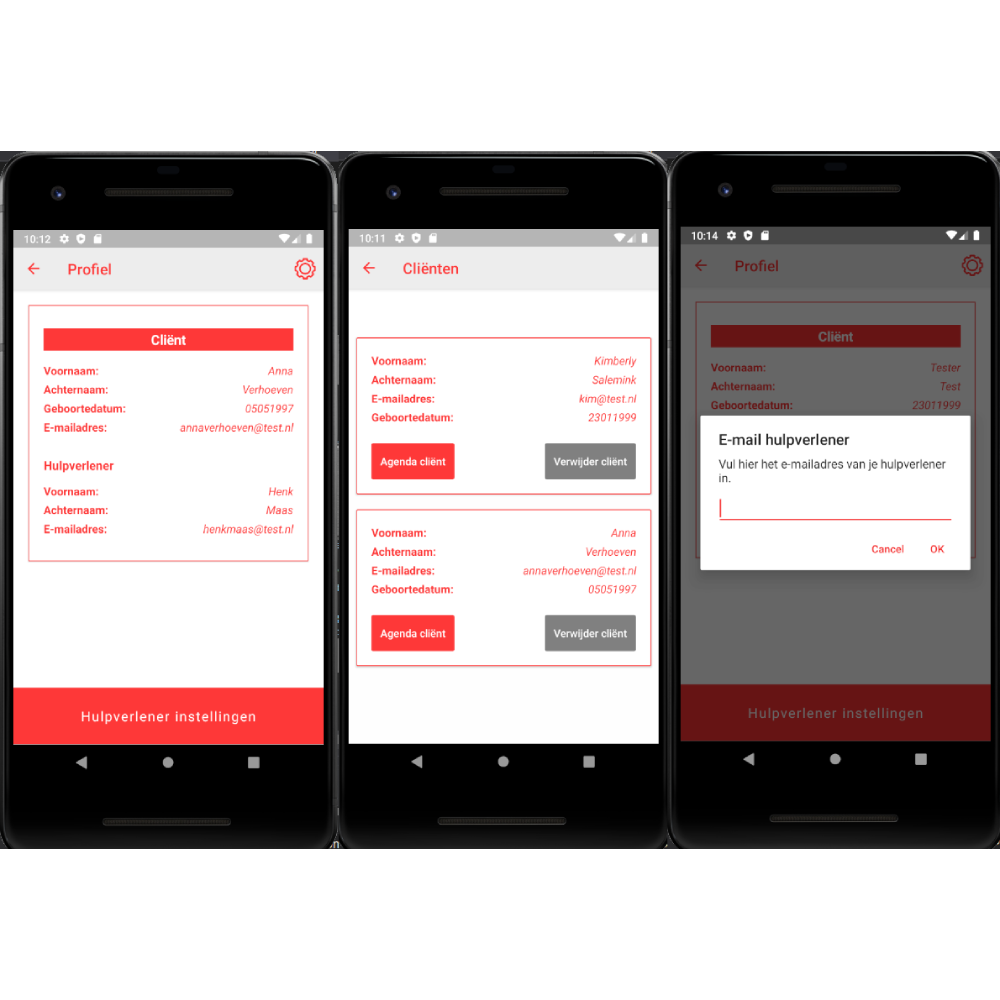 10:12
Profiel
Cliënt
Voornaam: Anna
Achternaam: Verhoeven
Geboortedatum: 05051997
E-mailadres: annaverhoeven@test.nl
Hulpverlener
Voornaam: Henk
Achternaam: Maas
E-mailadres: henkmaas@test.nl
Hulpverlener instellingen
10:11
Cliënten
Voornaam: Kimberly
Achternaam: Salemink
E-mailadres: kim@test.nl
Geboortedatum: 23011999
Agenda cliënt Verwijder cliënt
Voornaam: Anna
Achternaam: Verhoeven
E-mailadres: annaverhoeven@test.nl
Geboortedatum: 05051997
Agenda cliënt Verwijder cliënt
10:14
Profiel
Cliënt
Voornaam: Tester
Achternaam: Test
Geboortedatum: 23011999
E-mail hulpverlener
Vul hier het e-mailadres van je hulpverlener
in.
Cancel OK
Hulpverlener instellingen